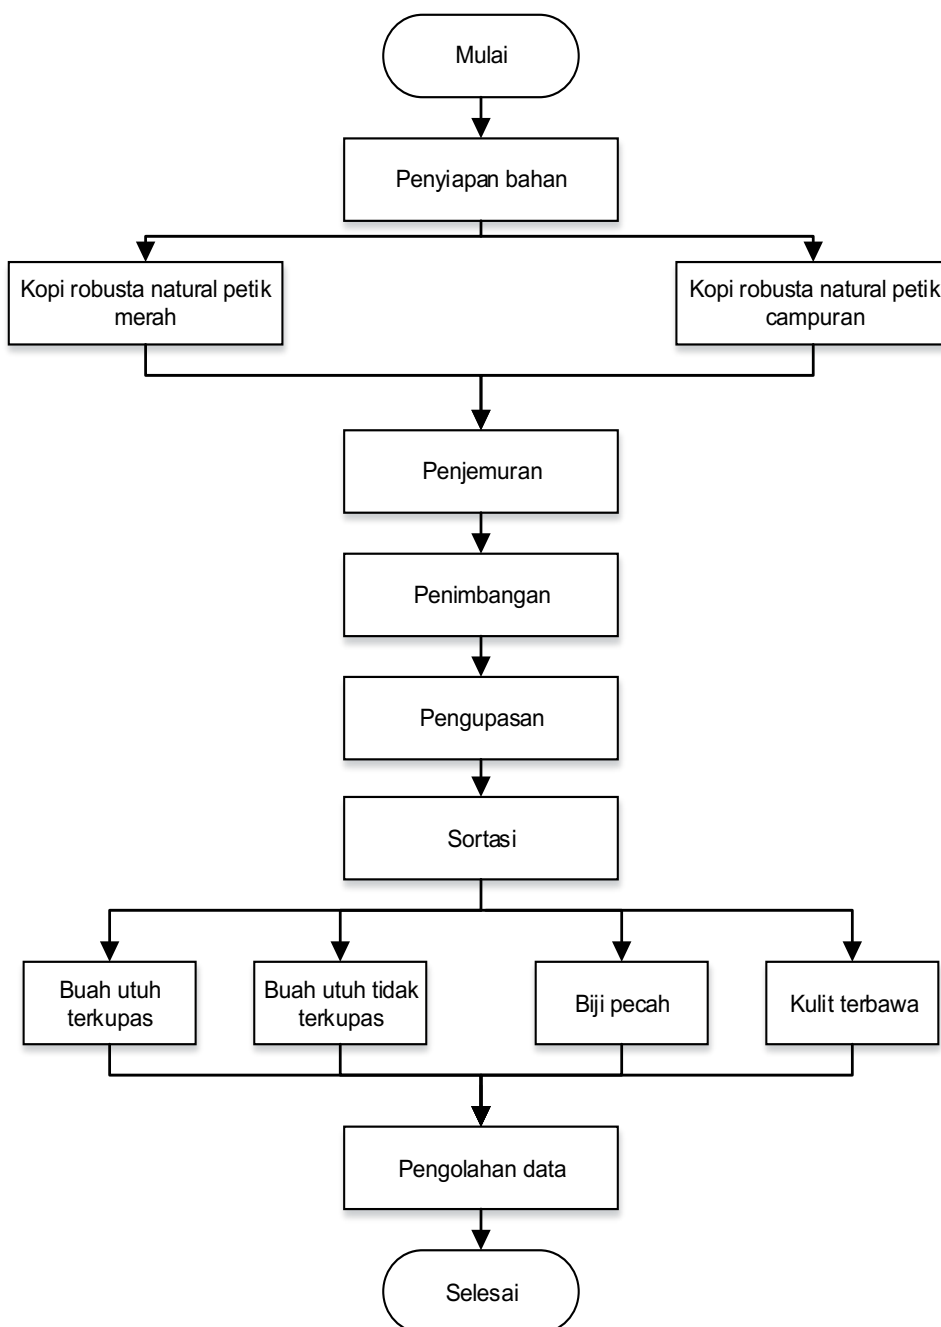 Mulai
Penyiapan bahan
Kopi robusta natural petik
merah
Kopi robusta natural petik
campuran
Penjemuran
Penimbangan
Pengupasan
Sortasi
Buah utuh
terkupas
Buah utuh tidak
terkupas
Biji pecah
Kulit terbawa
Pengolahan data
Selesai